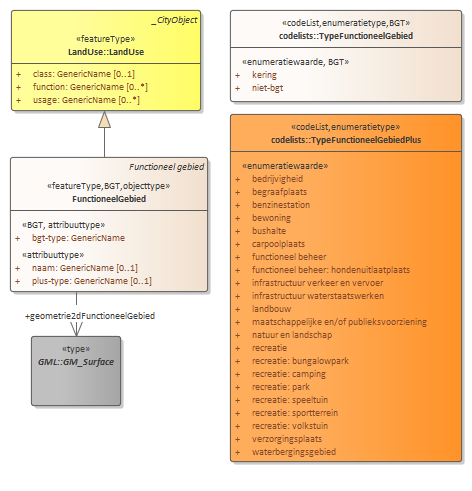 _CityObject
«featureType»
LandUse::LandUse
+ class: GenericName [0..1]
+ function: GenericName [0..*]
+ usage: GenericName [0..*]
Functioneel gebied
«featureType,BGT,objecttype»
FunctioneelGebied
«BGT, attribuuttype»
+ bgt-type: GenericName
«attribuuttype»
+ naam: GenericName [0..1]
+ plus-type: GenericName [0..1]
+geometrie2dFunctioneelGebied
«type»
GML::GM_Surface
«codeList,enumeratietype,BGT»
codelists::TypeFunctioneelGebied
«enumeratiewaarde, BGT»
+ kering
+ niet-bgt
«codeList,enumeratietype»
codelists::TypeFunctioneelGebiedPlus
«enumeratiewaarde»
+ bedrijvigheid
+ begraafplaats
+ benzinestation
+ bewoning
+ bushalte
+ carpoolplaats
+ functioneel beheer
+ functioneel beheer: hondenuitlaatplaats
+ infrastructuur verkeer en vervoer
+ infrastructuur waterstaatswerken
+ landbouw
+ maatschappelijke en/of publieksvoorziening
+ natuur en landschap
+ recreatie
+ recreatie: bungalowpark
+ recreatie: camping
+ recreatie: park
+ recreatie: speeltuin
+ recreatie: sportterrein
+ recreatie: volkstuin
+ verzorgingsplaats
+ waterbergingsgebied